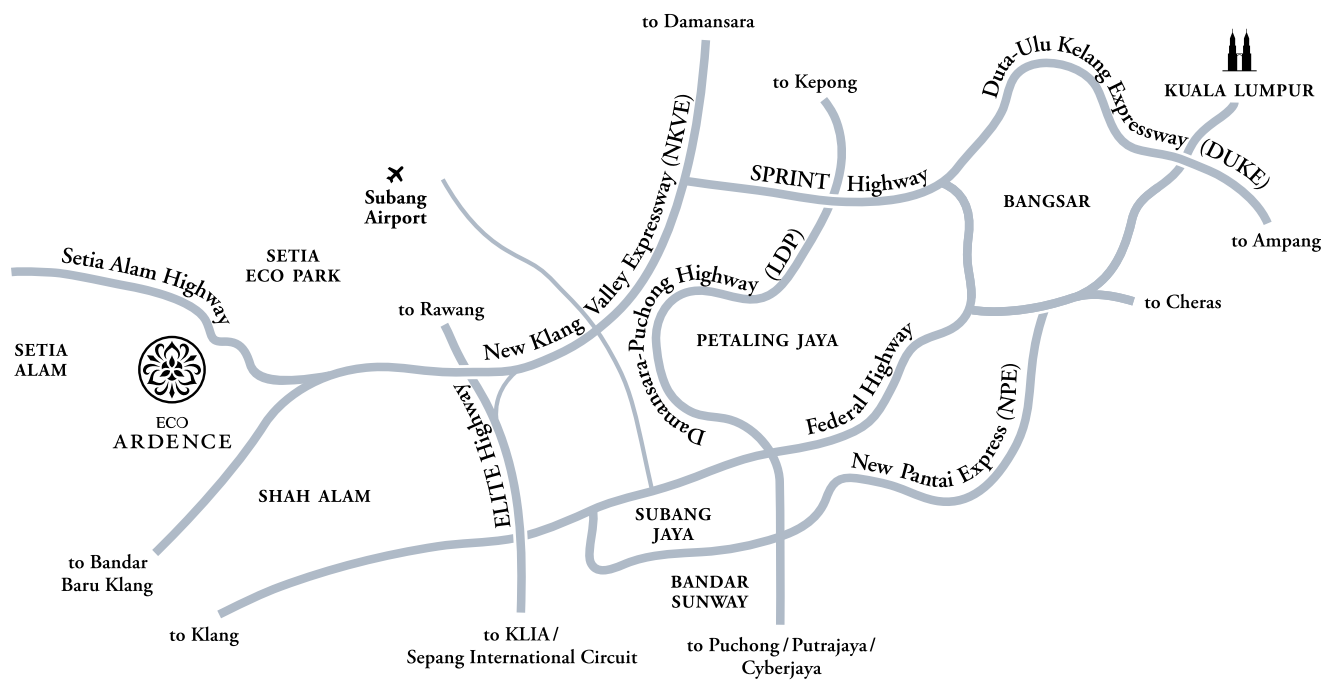 to Damansara
to Kepong
Duta-Ulu Kelang Expressway (DUKE)
KUALA LUMPUR
New Klang Valley Expressway (NKVE)
SPRINT Highway
Subang
Airport
BANGSAR
to Ampang
Setia Alam Highway
SETIA
ECO PARK
Damansara-Puchong Highway (LDP)
to Rawang
to Cheras
SETIA
ALAM
PETALING JAYA
ECO
ARDENCE
ELITE Highway
Federal Highway
New Pantai Express (NPE)
SHAH ALAM
SUBANG
JAYA
to Bandar
Baru Klang
BANDAR
SUNWAY
to Klang
to KLIA/
Sepang International Circuit
to Puchong/Putrajaya/
Cyberjaya